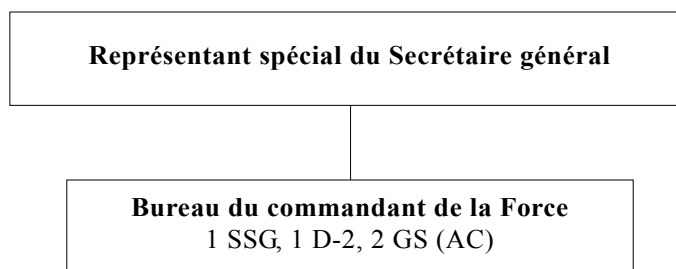 Représentant spécial du Secrétaire général
Bureau du commandant de la Force
1 SSG, 1 D-2, 2 GS (AC)